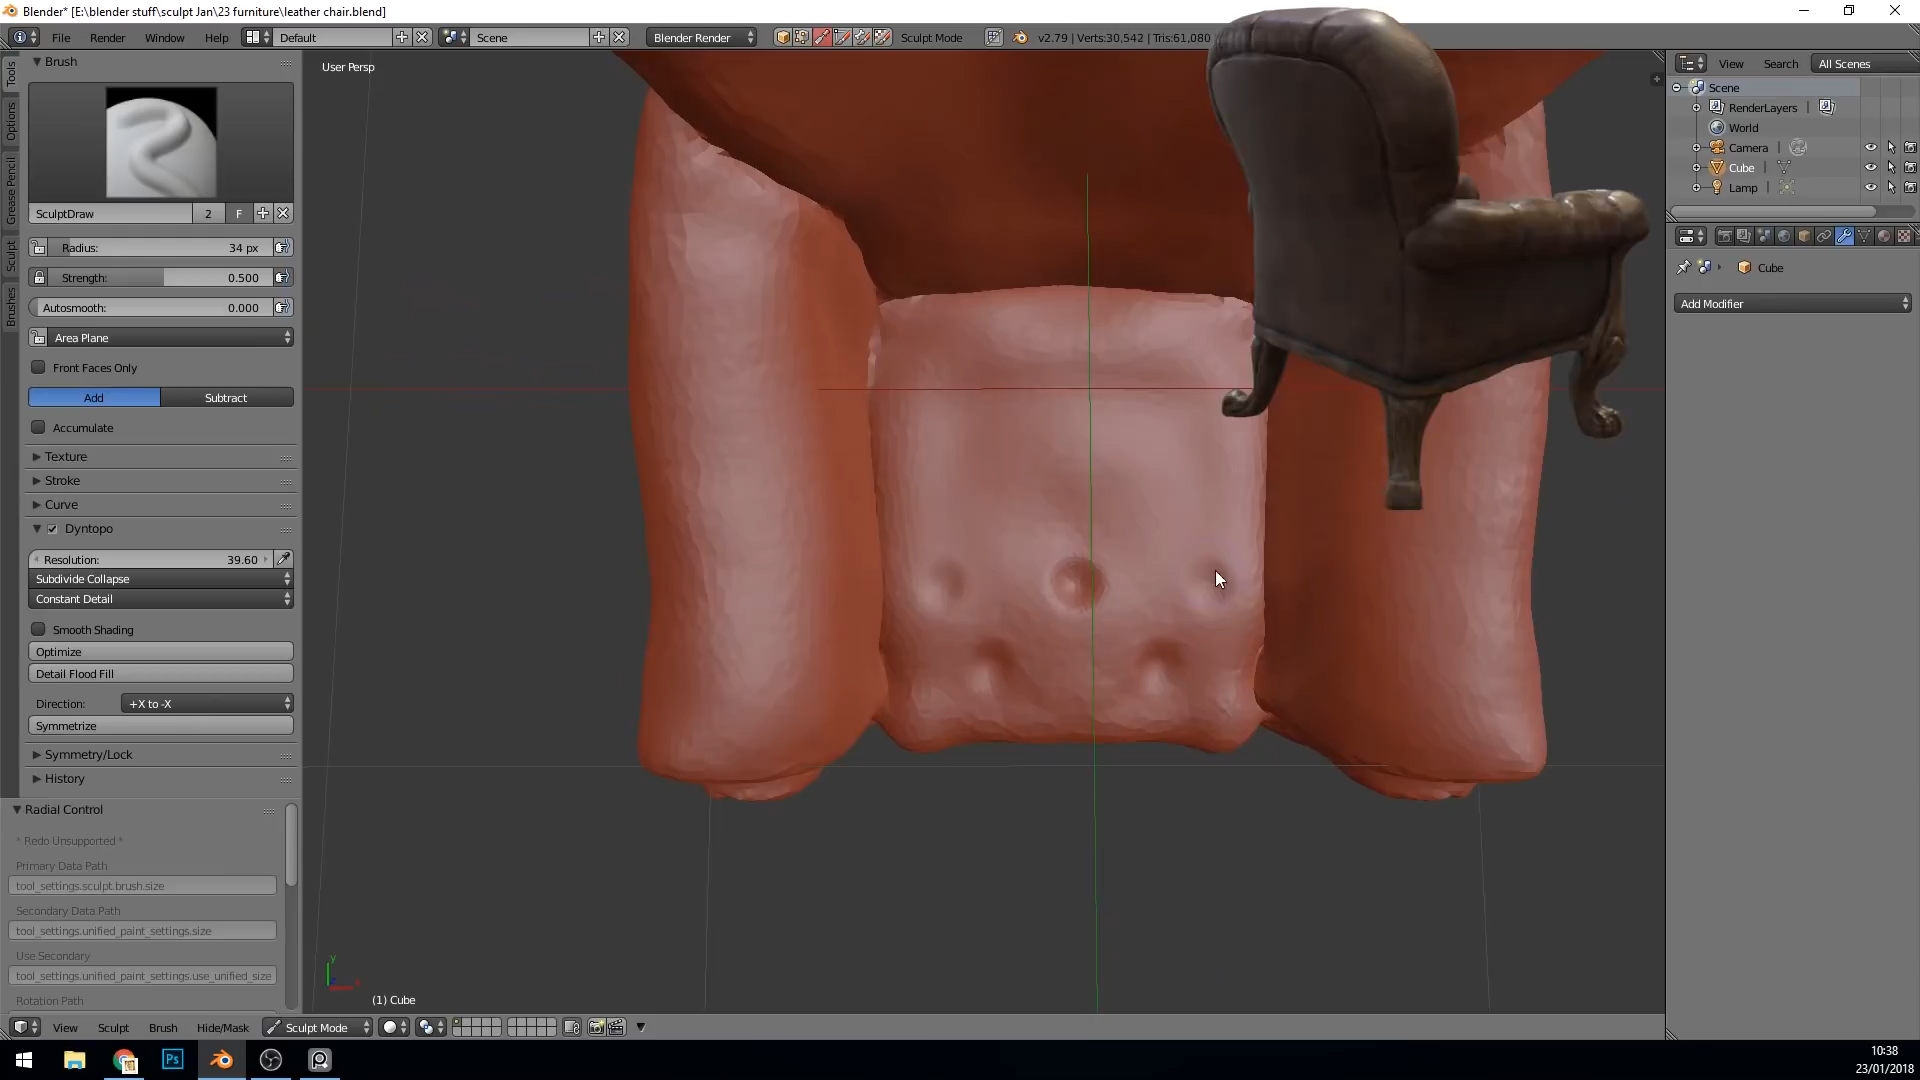 Blender* [E:\blender stuff\sculpt Jan\23 furniture\leather chair.blend]
File Render Window Help Default Scene Blender Render Sculpt Mode v2.79 | Verts:30,542 | Tris:61,080
Tools
Options
Grease Pencil
Sculpt
Brushes
Brush
SculptDraw 2 F
Radius: 34 px
Strength: 0.500
Autosmooth: 0.000
Area Plane
Front Faces Only
Add Subtract
Accumulate
Texture
Stroke
Curve
Dyntopo
Resolution: 39.60
Subdivide Collapse
Constant Detail
Smooth Shading
Optimize
Detail Flood Fill
Direction: +X to -X
Symmetrize
Symmetry/Lock
History
Radial Control
* Redo Unsupported *
Primary Data Path
tool_settings.sculpt.brush.size
Secondary Data Path
tool_settings.unified_paint_settings.size
Use Secondary
tool_settings.unified_paint_settings.use_unified_size
Rotation Path
User Persp
y
x
(1) Cube
View Sculpt Brush Hide/Mask Sculpt Mode
View Search All Scenes
Scene
RenderLayers
World
Camera
Cube
Lamp
Cube
Add Modifier
Ps
10:38
23/01/2018